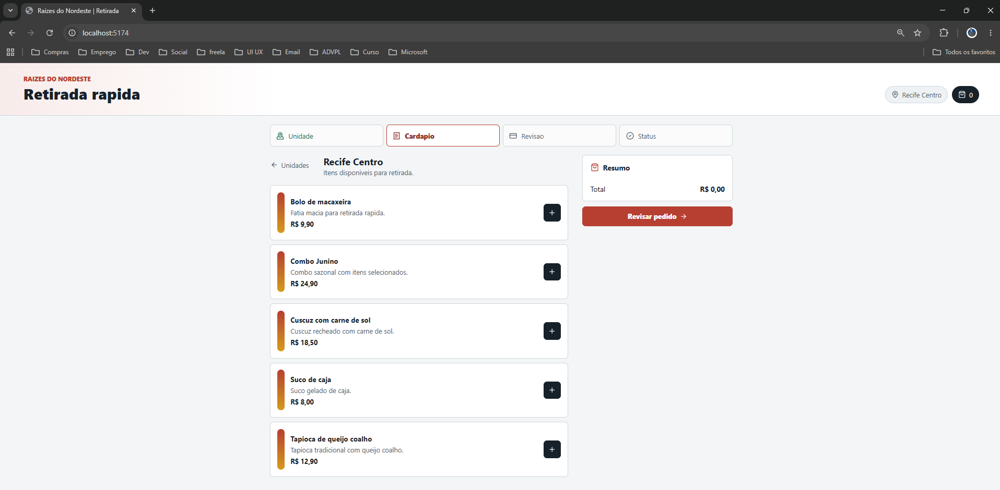 Raizes do Nordeste | Retirada
localhost:5174
Compras Emprego Dev Social freela UI UX Email ADVPL Curso Microsoft Todos os favoritos
RAIZES DO NORDESTE
Retirada rapida
Recife Centro 0
Unidade Cardapio Revisao Status
Unidades
Recife Centro
Itens disponiveis para retirada.
Bolo de macaxeira
Fatia macia para retirada rapida.
R$ 9,90
Combo Junino
Combo sazonal com itens selecionados.
R$ 24,90
Cuscuz com carne de sol
Cuscuz recheado com carne de sol.
R$ 18,50
Suco de caja
Suco gelado de caja.
R$ 8,00
Tapioca de queijo coalho
Tapioca tradicional com queijo coalho.
R$ 12,90
Resumo
Total R$ 0,00
Revisar pedido